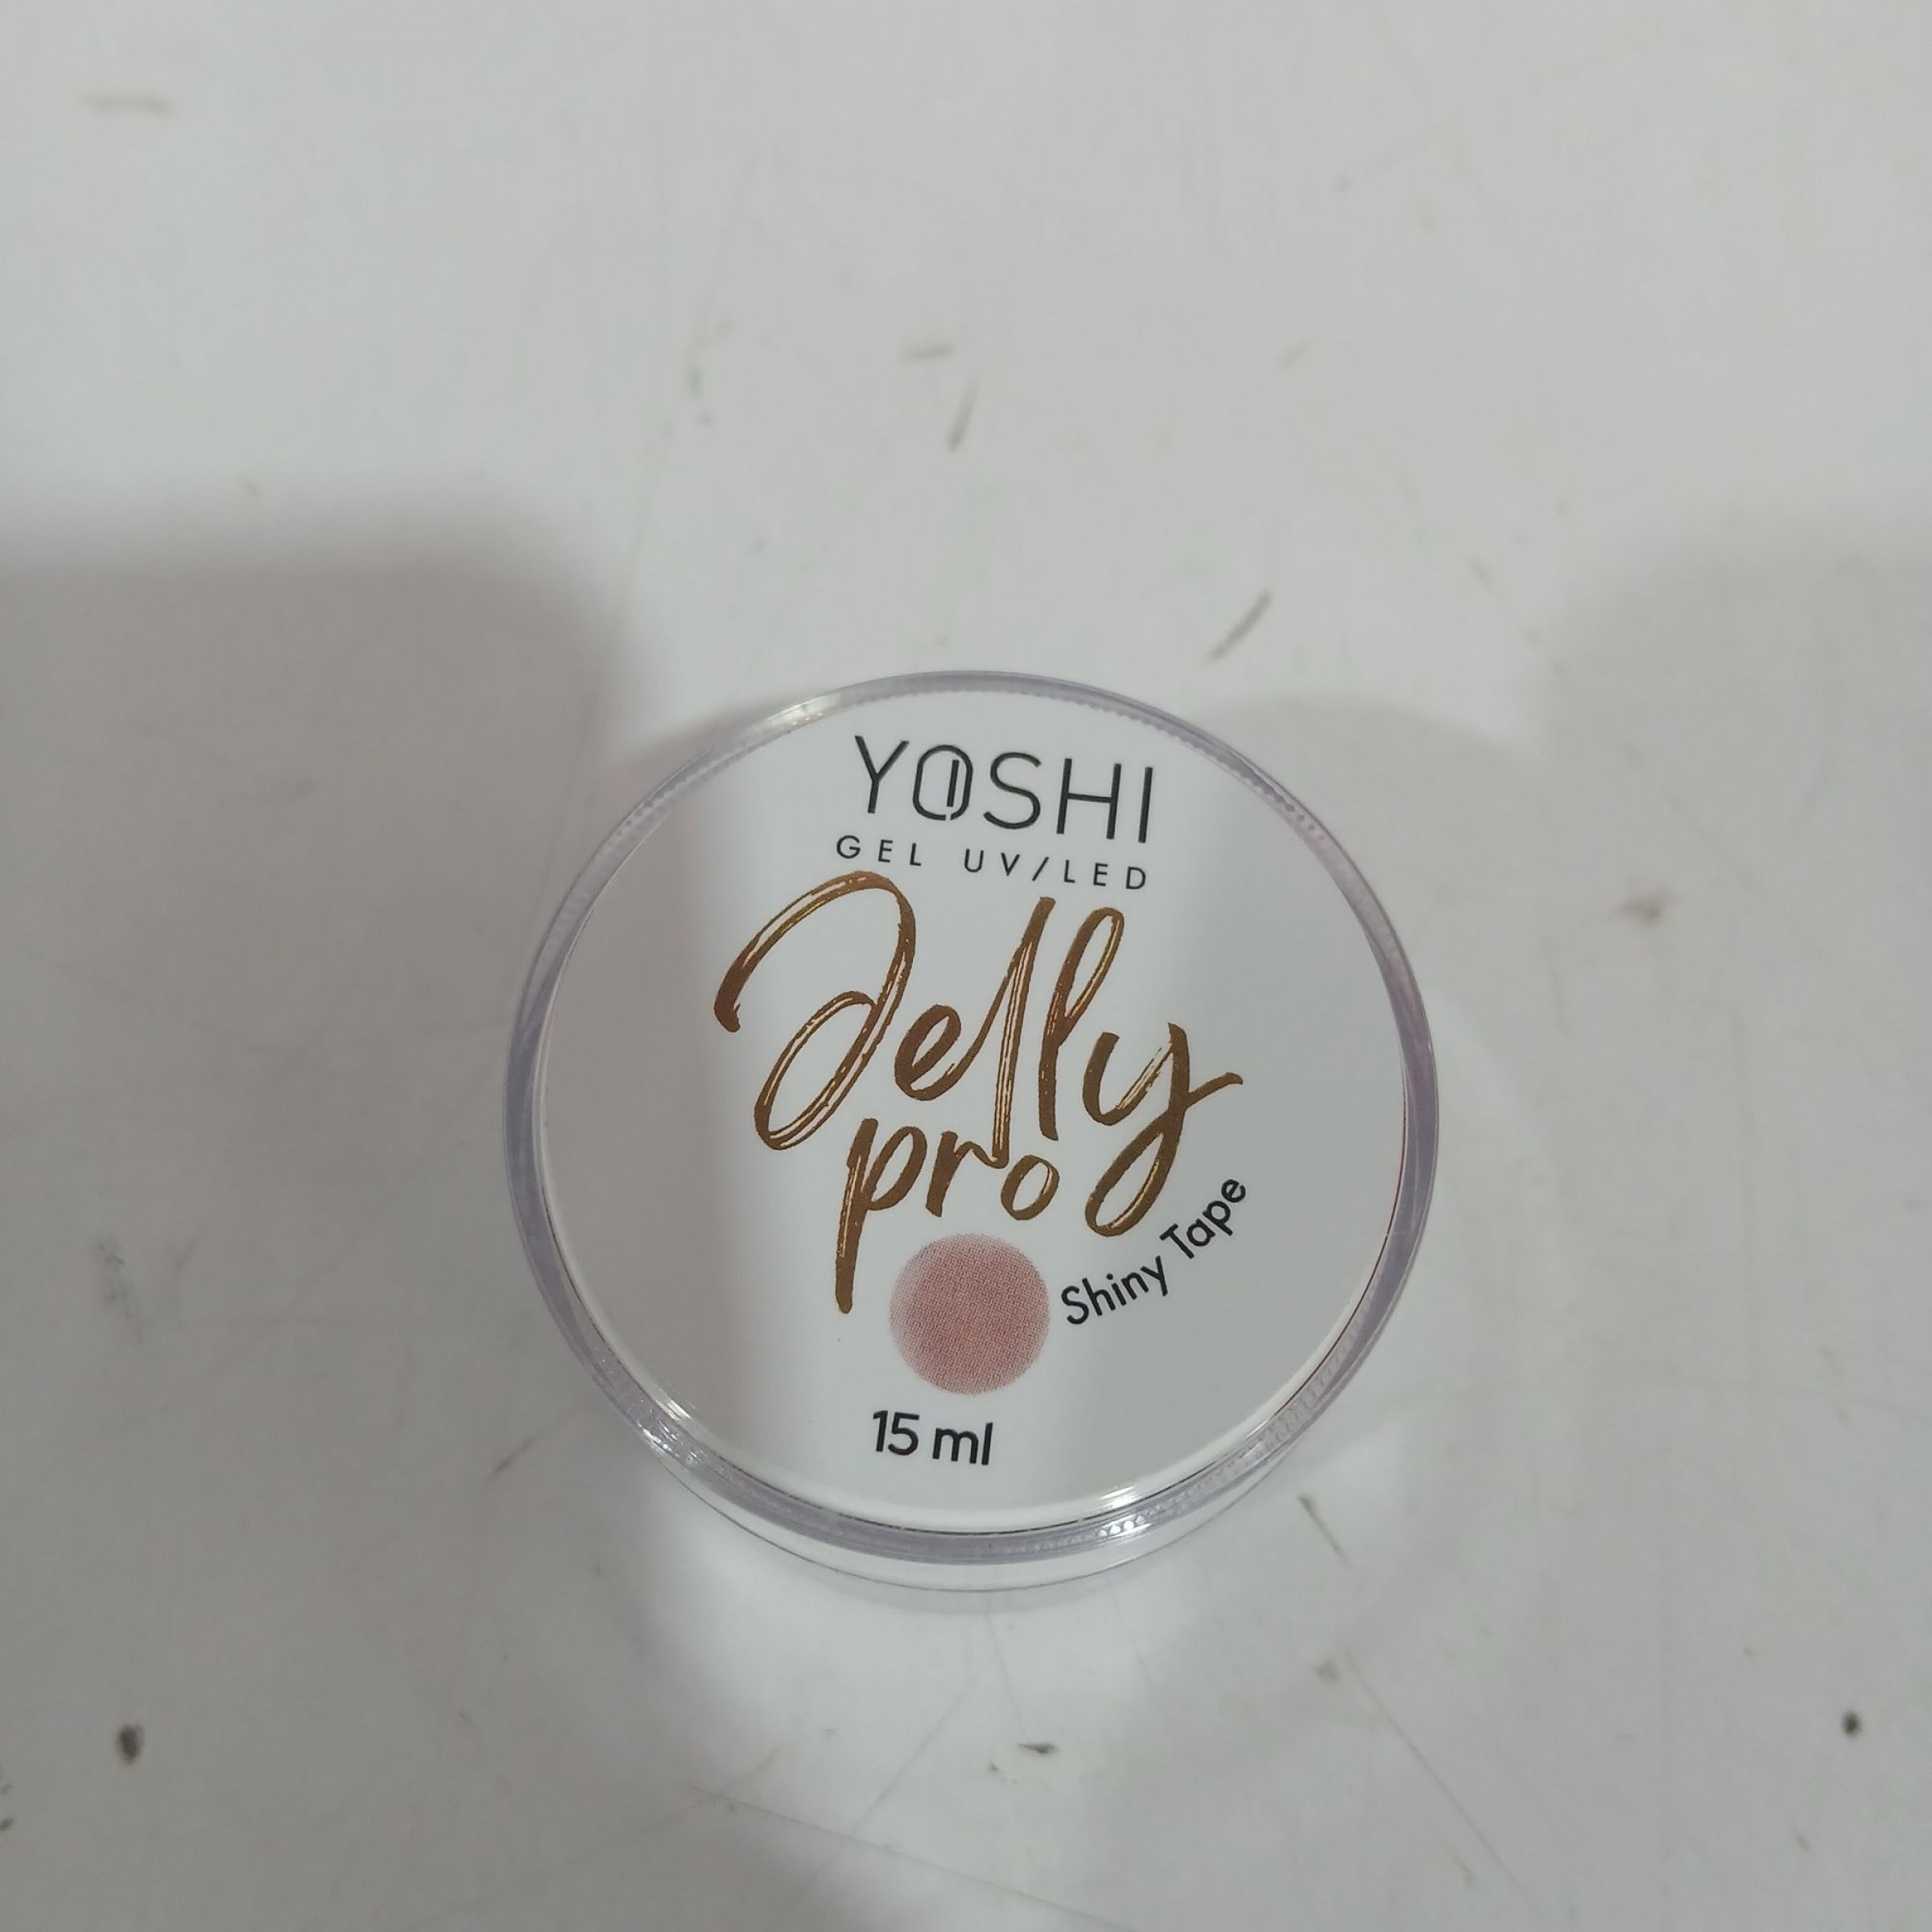 YOSHI
GEL UV/LED
Jelly
pro
Shiny Tape
15 ml